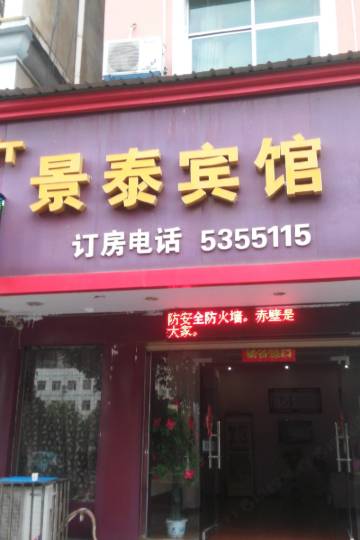 景泰宾馆
订房电话 5355115
防安全防火墙。赤壁是
大家。